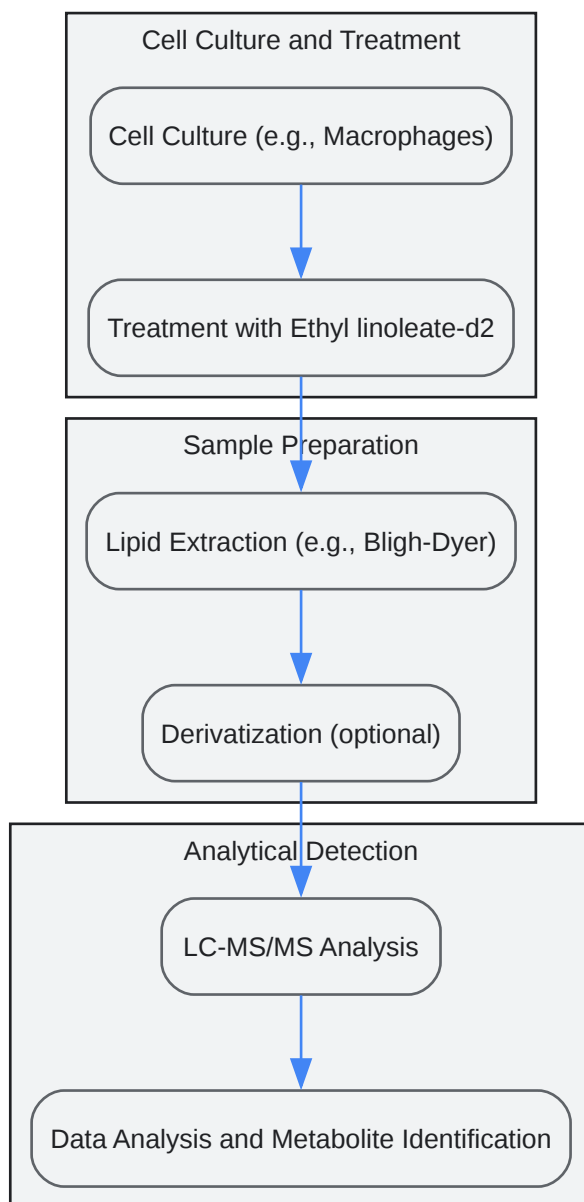 Cell Culture and Treatment
Cell Culture (e.g., Macrophages)
Treatment with Ethyl linoleate-d2
Sample Preparation
Lipid Extraction (e.g., Bligh-Dyer)
Derivatization (optional)
Analytical Detection
LC-MS/MS Analysis
Data Analysis and Metabolite Identification